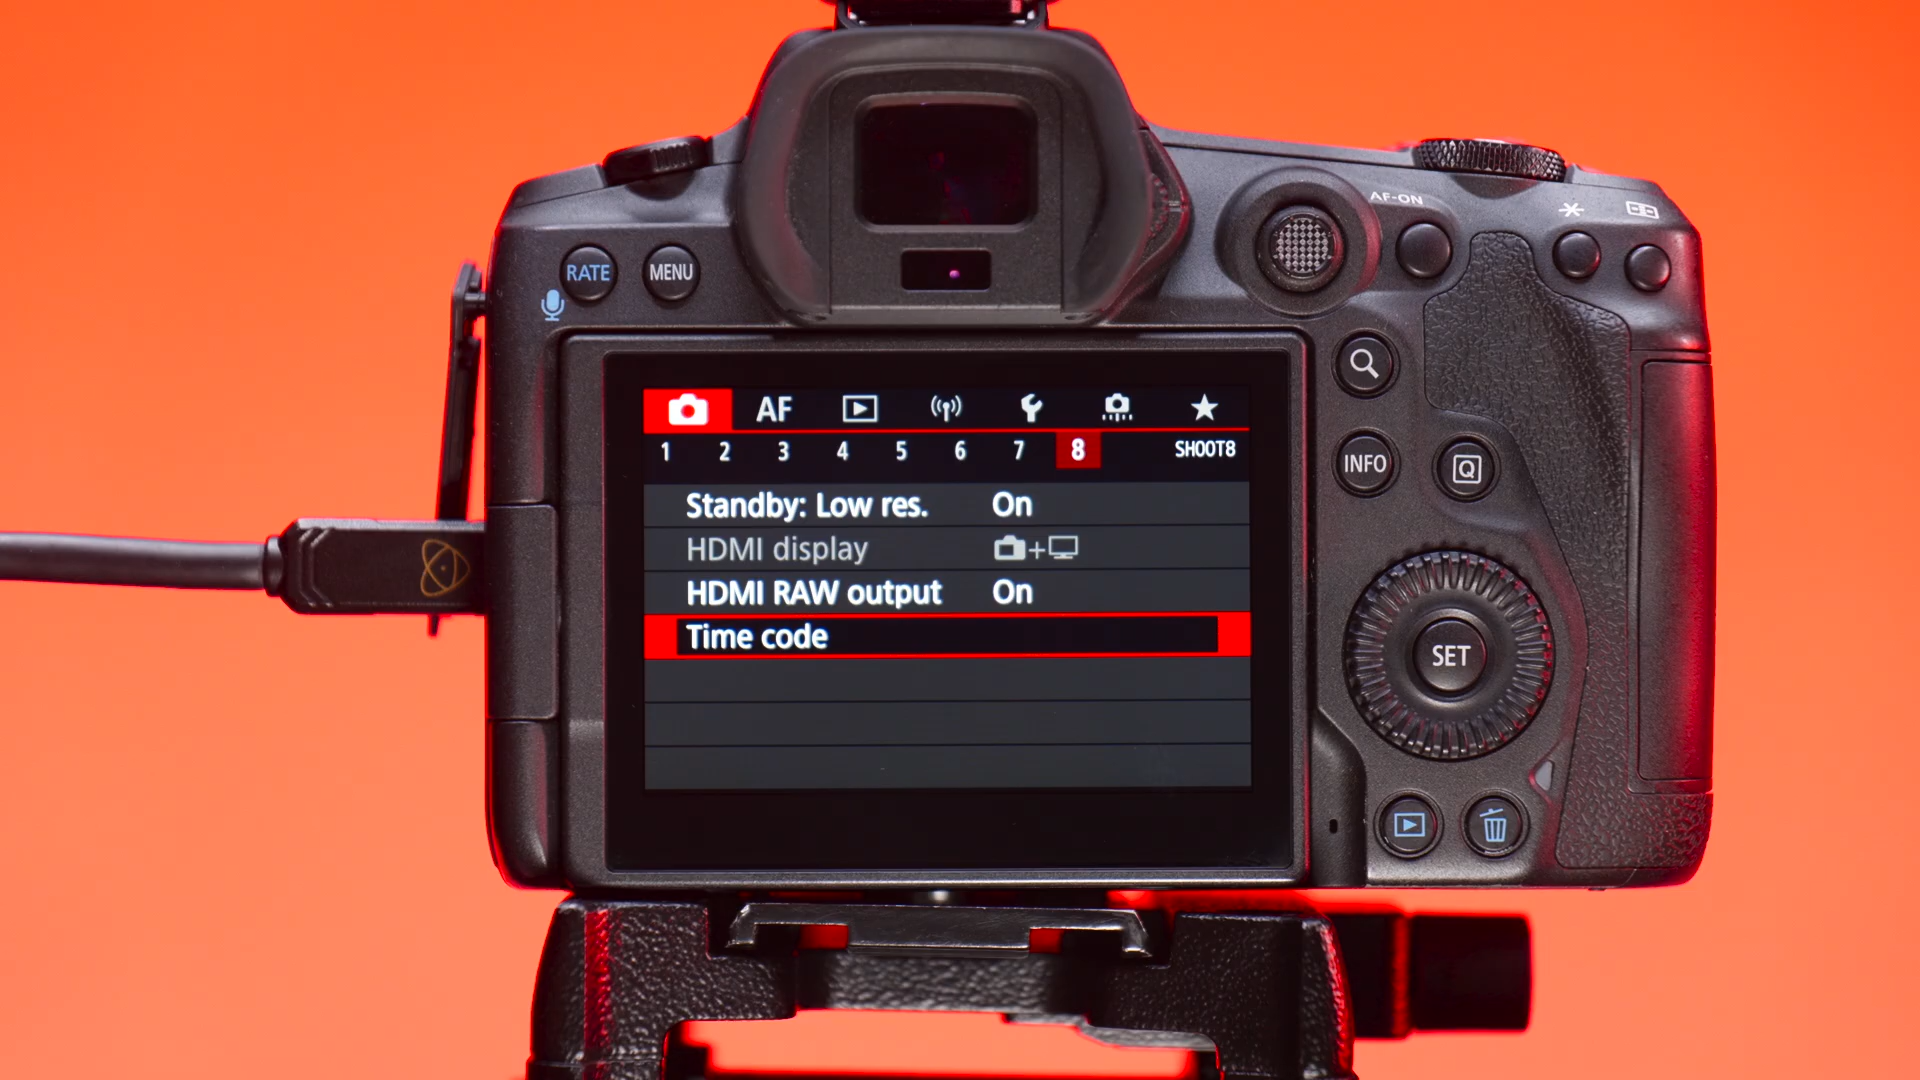 AF-ON
RATE
MENU
AF
1 2 3 4 5 6 7 8 SHOOT8
Standby: Low res. On
HDMI display +
HDMI RAW output On
Time code
INFO
Q
SET